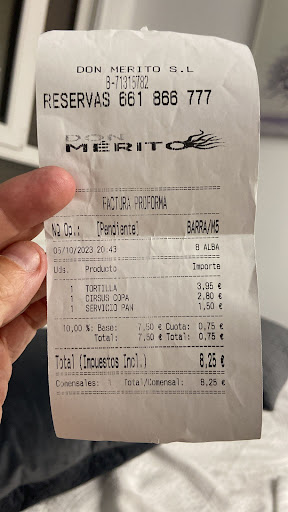 DON MERITO S.L
B-71315782
RESERVAS 661 866 777
DON
MÉRITO
FACTURA PROFORMA
Nº Op.: [Pendiente] BARRA/M5
05/10/2023 20:43 8 ALBA
Uds. Producto Importe
1 TORTILLA 3,95 €
1 CIRSUS COPA 2,80 €
1 SERVICIO PAN 1,50 €
10,00 %: Base: 7,50 € Cuota: 0,75 €
Total: 7,50 € Total: 0,75 €
Total (Impuestos Incl.) 8,25 €
Comensales: 1 Total/Comensal: 8,25 €